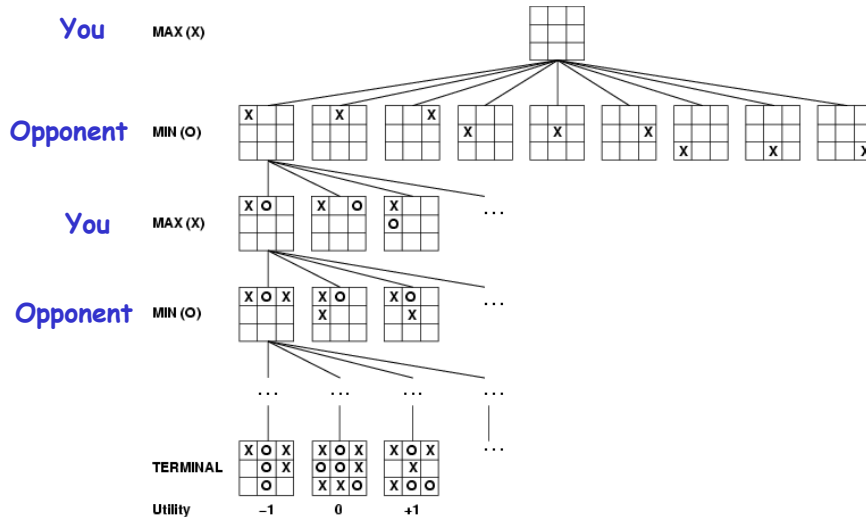 You MAX (X)
X X X X X X X X X
Opponent MIN (O)
You MAX (X)
X O X O X ...
O
Opponent MIN (O)
X O X X O X O ...
X X
... ... ... ...
X O X X O X X O X ...
TERMINAL O X O O X X
O X X O X O O
Utility –1 0 +1